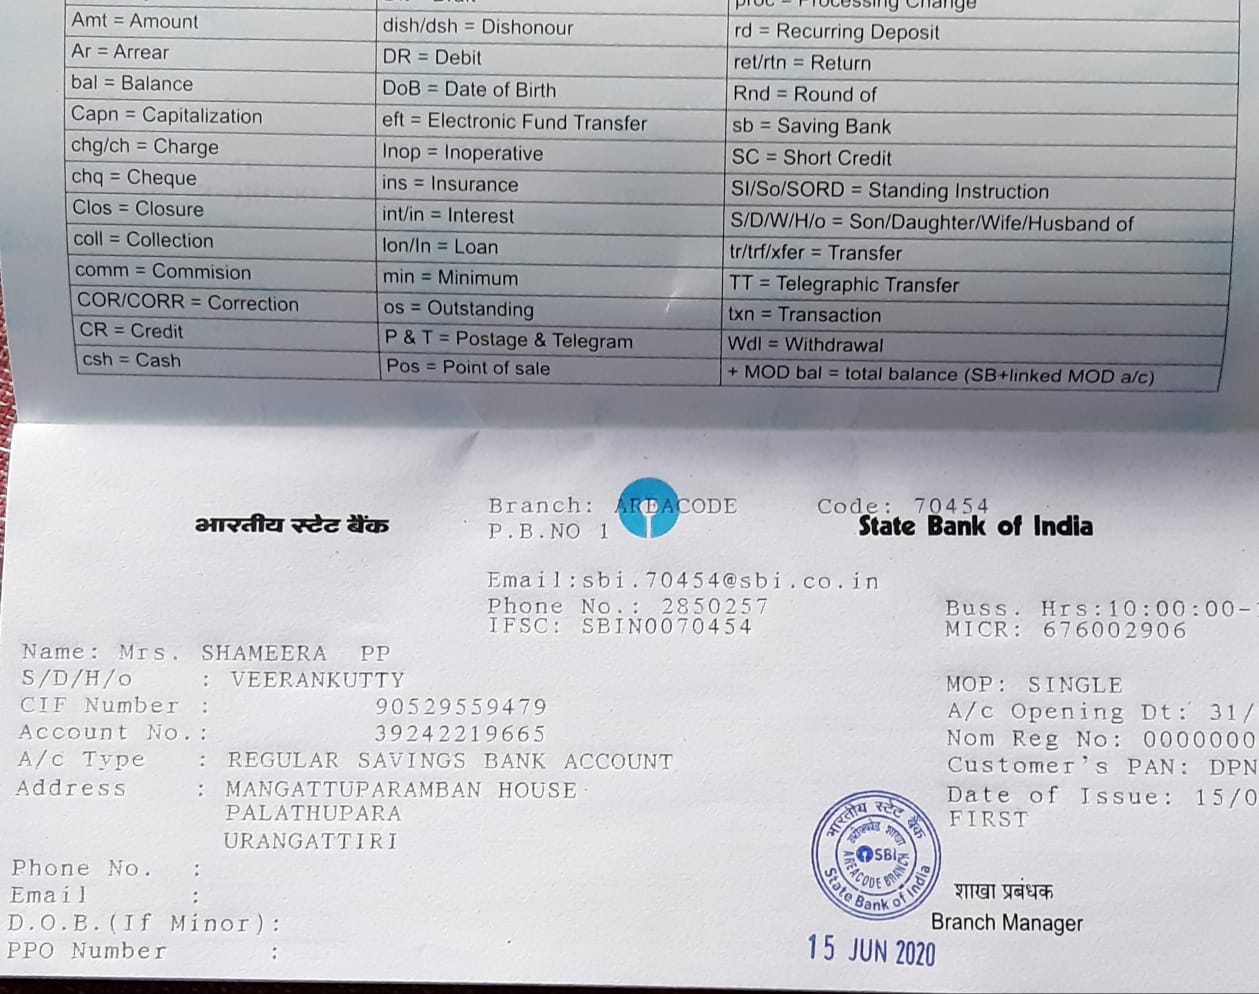 Amt = Amount
dish/dsh = Dishonour
rd = Recurring Deposit
Ar = Arrear
DR = Debit
ret/rtn = Return
bal = Balance
DoB = Date of Birth
Rnd = Round of
Capn = Capitalization
eft = Electronic Fund Transfer
sb = Saving Bank
chg/ch = Charge
Inop = Inoperative
SC = Short Credit
chq = Cheque
ins = Insurance
SI/So/SORD = Standing Instruction
Clos = Closure
int/in = Interest
S/D/W/H/o = Son/Daughter/Wife/Husband of
coll = Collection
lon/ln = Loan
tr/trf/xfer = Transfer
comm = Commision
min = Minimum
TT = Telegraphic Transfer
COR/CORR = Correction
os = Outstanding
txn = Transaction
CR = Credit
P & T = Postage & Telegram
Wdl = Withdrawal
csh = Cash
Pos = Point of sale
+ MOD bal = total balance (SB+linked MOD a/c)
Branch: AREACODE Code: 70454
भारतीय स्टेट बैंक State Bank of India
P.B.NO 1
Email:sbi.70454@sbi.co.in
Phone No.: 2850257 Buss. Hrs:10:00:00-
IFSC: SBIN0070454 MICR: 676002906
Name: Mrs. SHAMEERA PP
S/D/H/o : VEERANKUTTY MOP: SINGLE
CIF Number : 90529559479 A/c Opening Dt: 31/
Account No.: 39242219665 Nom Reg No: 0000000
A/c Type : REGULAR SAVINGS BANK ACCOUNT Customer's PAN: DPN
Address : MANGATTUPARAMBAN HOUSE Date of Issue: 15/0
PALATHUPARA FIRST
URANGATTIRI
Phone No. :
Email :
D.O.B.(If Minor):
PPO Number :
भारतीय स्टेट बैंक
SBI
AREACODE BRANCH
State Bank of India
शाखा प्रबंधक
Branch Manager
15 JUN 2020